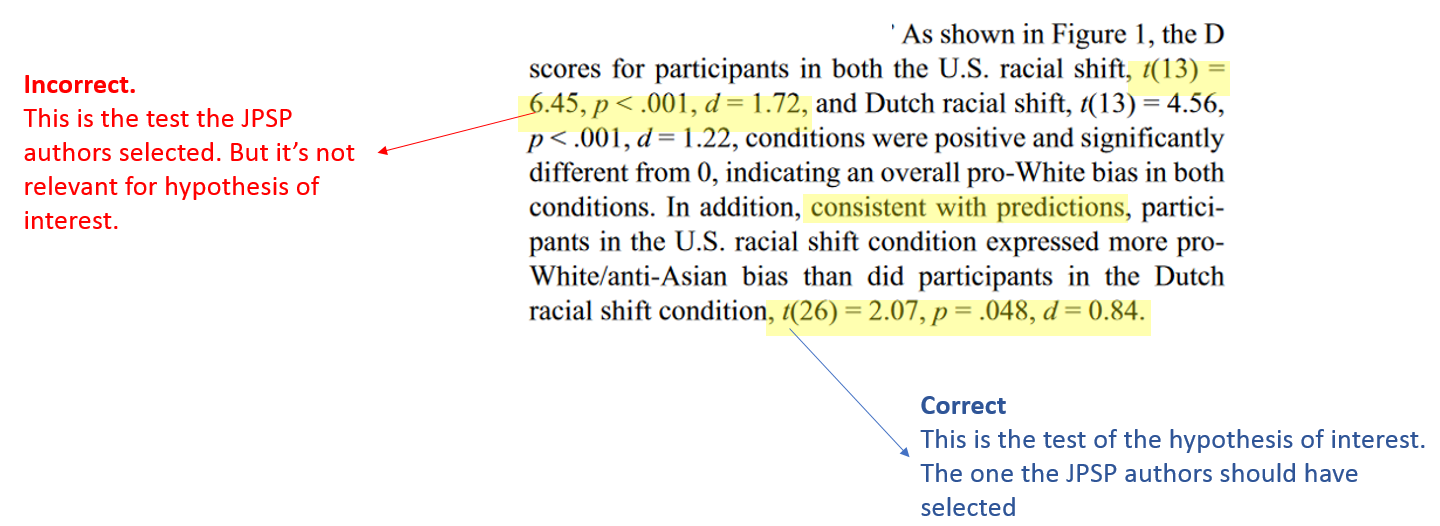 ' As shown in Figure 1, the D
scores for participants in both the U.S. racial shift, t(13) =
6.45, p < .001, d = 1.72, and Dutch racial shift, t(13) = 4.56,
p < .001, d = 1.22, conditions were positive and significantly
different from 0, indicating an overall pro-White bias in both
conditions. In addition, consistent with predictions, partici-
pants in the U.S. racial shift condition expressed more pro-
White/anti-Asian bias than did participants in the Dutch
racial shift condition, t(26) = 2.07, p = .048, d = 0.84.
Incorrect.
This is the test the JPSP
authors selected. But it’s not
relevant for hypothesis of
interest.
Correct
This is the test of the hypothesis of interest.
The one the JPSP authors should have
selected